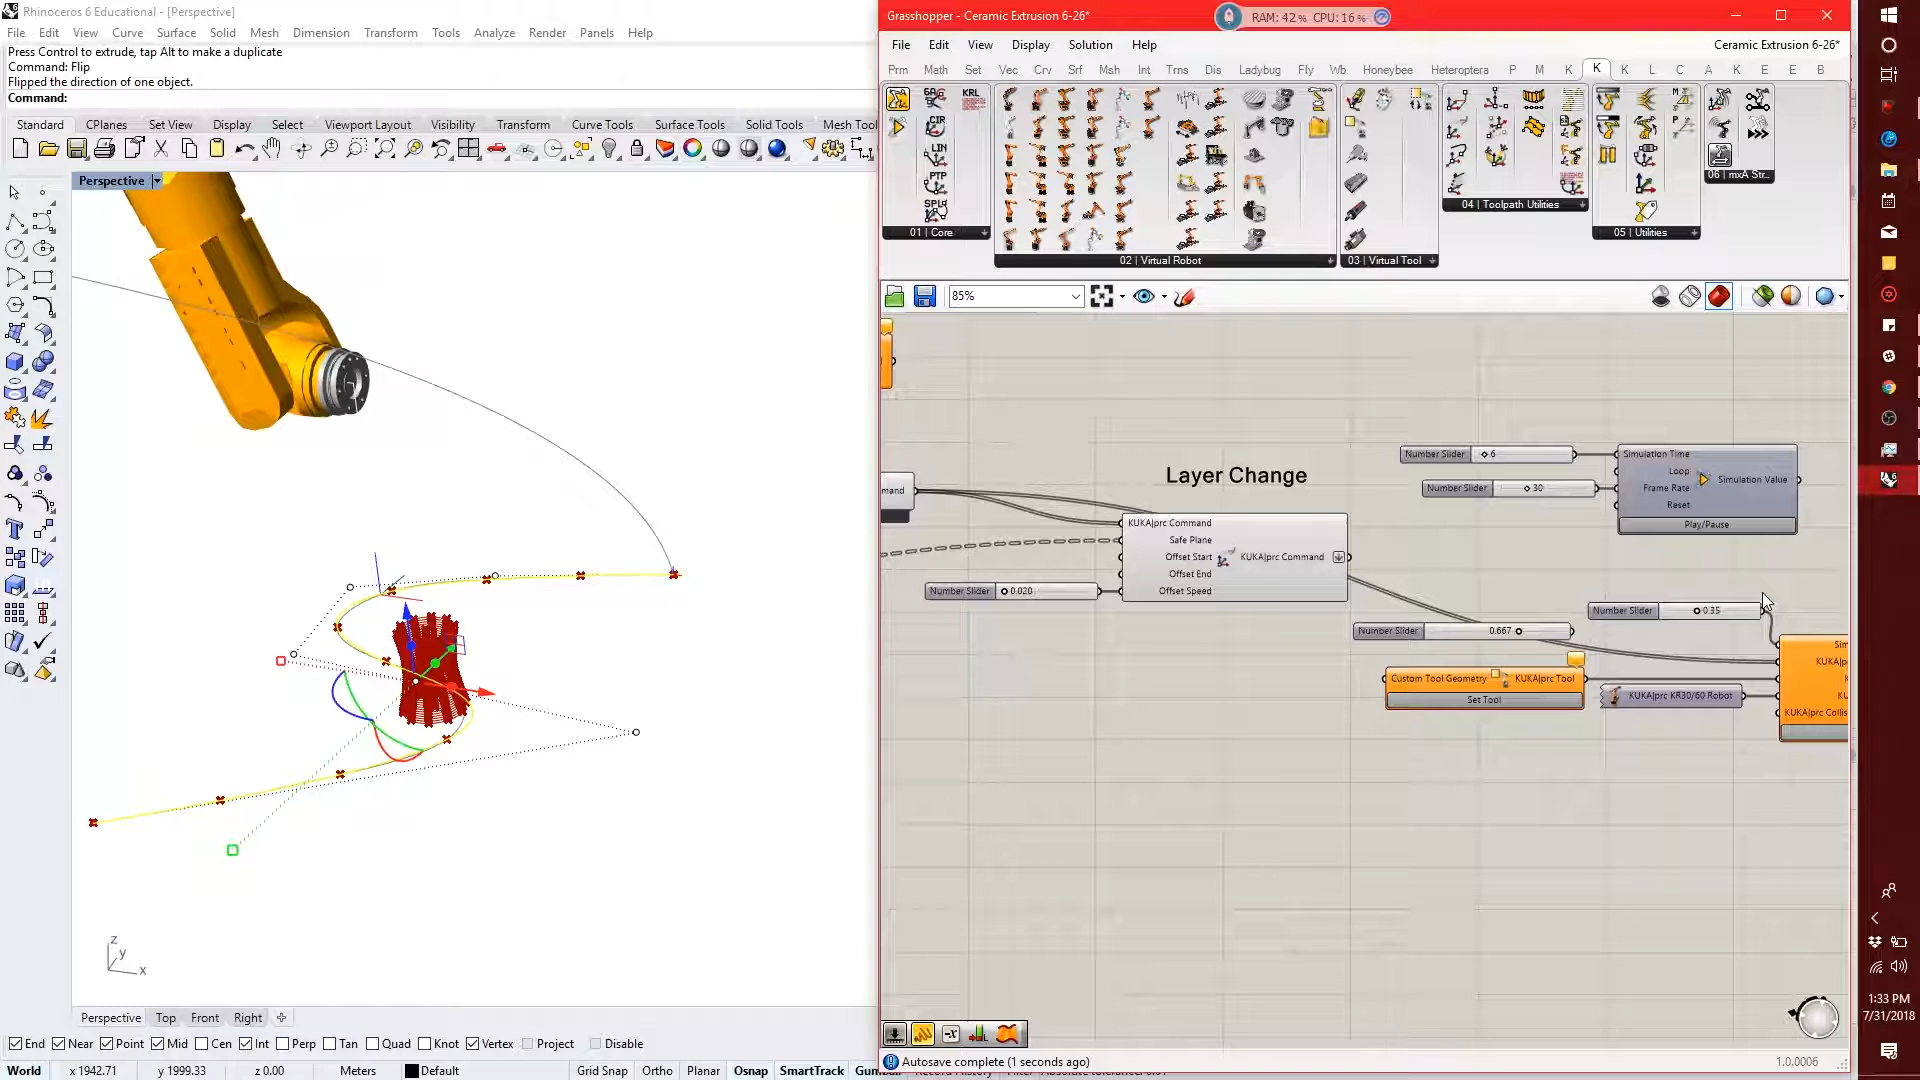 Rhinoceros 6 Educational - [Perspective]
File Edit View Curve Surface Solid Mesh Dimension Transform Tools Analyze Render Panels Help
Press Control to extrude, tap Alt to make a duplicate
Command: Flip
Flipped the direction of one object.
Command:
Standard CPlanes Set View Display Select Viewport Layout Visibility Transform Curve Tools Surface Tools Solid Tools Mesh Tool
Perspective
z
y
x
Perspective Top Front Right
End Near Point Mid Cen Int Perp Tan Quad Knot Vertex Project Disable
World x 1942.71 y 1999.33 z 0.00 Meters Default Grid Snap Ortho Planar Osnap SmartTrack Gumball
Grasshopper - Ceramic Extrusion 6-26*
RAM: 42% CPU: 16%
File Edit View Display Solution Help
Ceramic Extrusion 6-26*
Prm Math Set Vec Crv Srf Msh Int Trns Dis Ladybug Fly Wb Honeybee Heteroptera P M K K K L C A K E E B
KRL
CIR
LIN
PTP
SPL
01 | Core
02 | Virtual Robot
03 | Virtual Tool
04 | Toolpath Utilities
05 | Utilities
06 | mxA Str...
85%
mand
Layer Change
KUKA|prc Command
Safe Plane
Offset Start
KUKA|prc Command
Offset End
Offset Speed
Number Slider 0.020
Number Slider 6
Number Slider 30
Simulation Time
Loop
Simulation Value
Frame Rate
Reset
Play/Pause
Number Slider 0.35
Number Slider 0.667
Custom Tool Geometry KUKA|prc Tool
Set Tool
KUKA|prc KR30/60 Robot
Sim
KUKA|pr
KUKA|prc Collis
Autosave complete (1 seconds ago)
1.0.0006
1:33 PM
7/31/2018